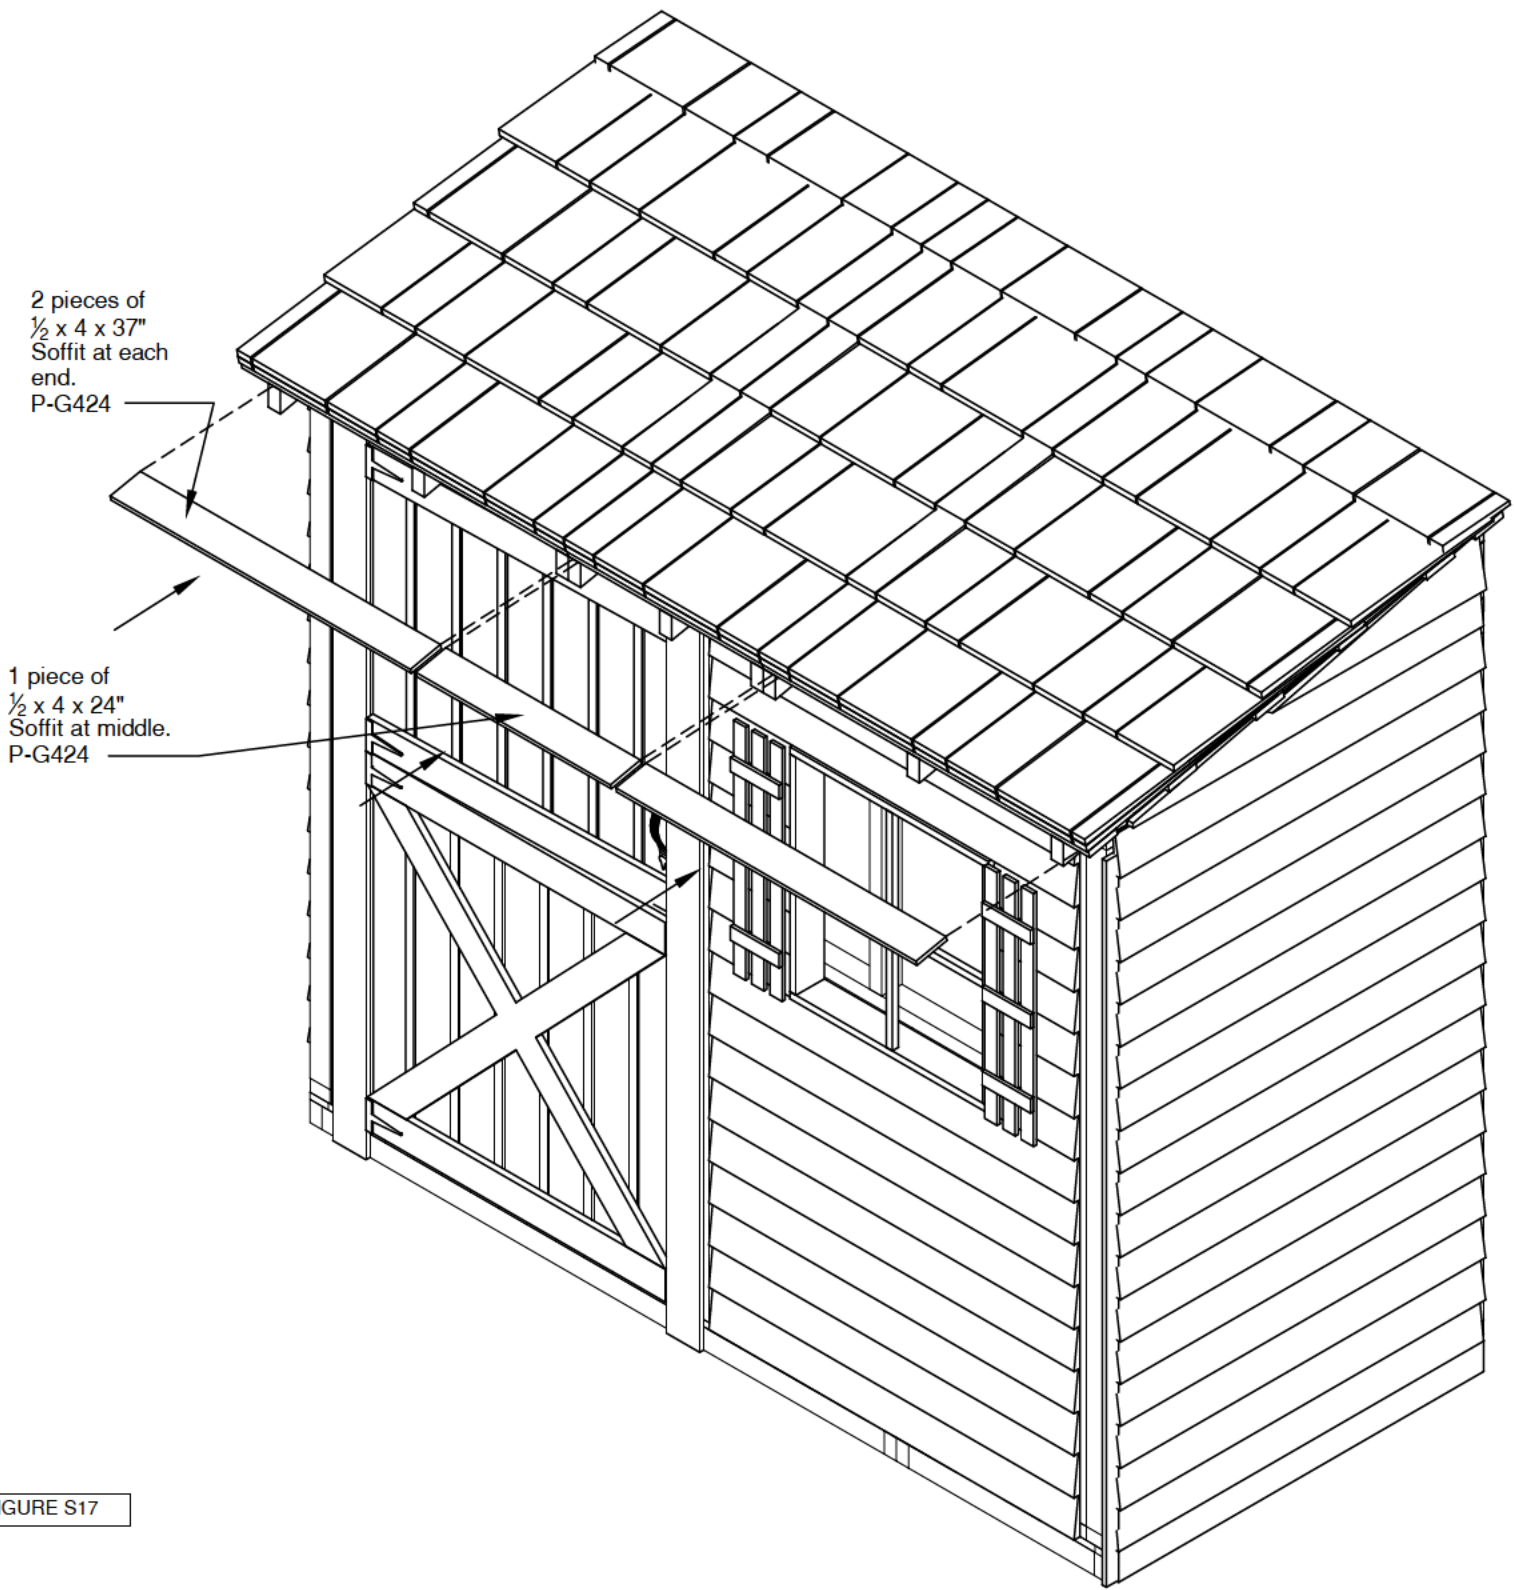 2 pieces of
½ x 4 x 37"
Soffit at each
end.
P-G424
1 piece of
½ x 4 x 24"
Soffit at middle.
P-G424
IGURE S17